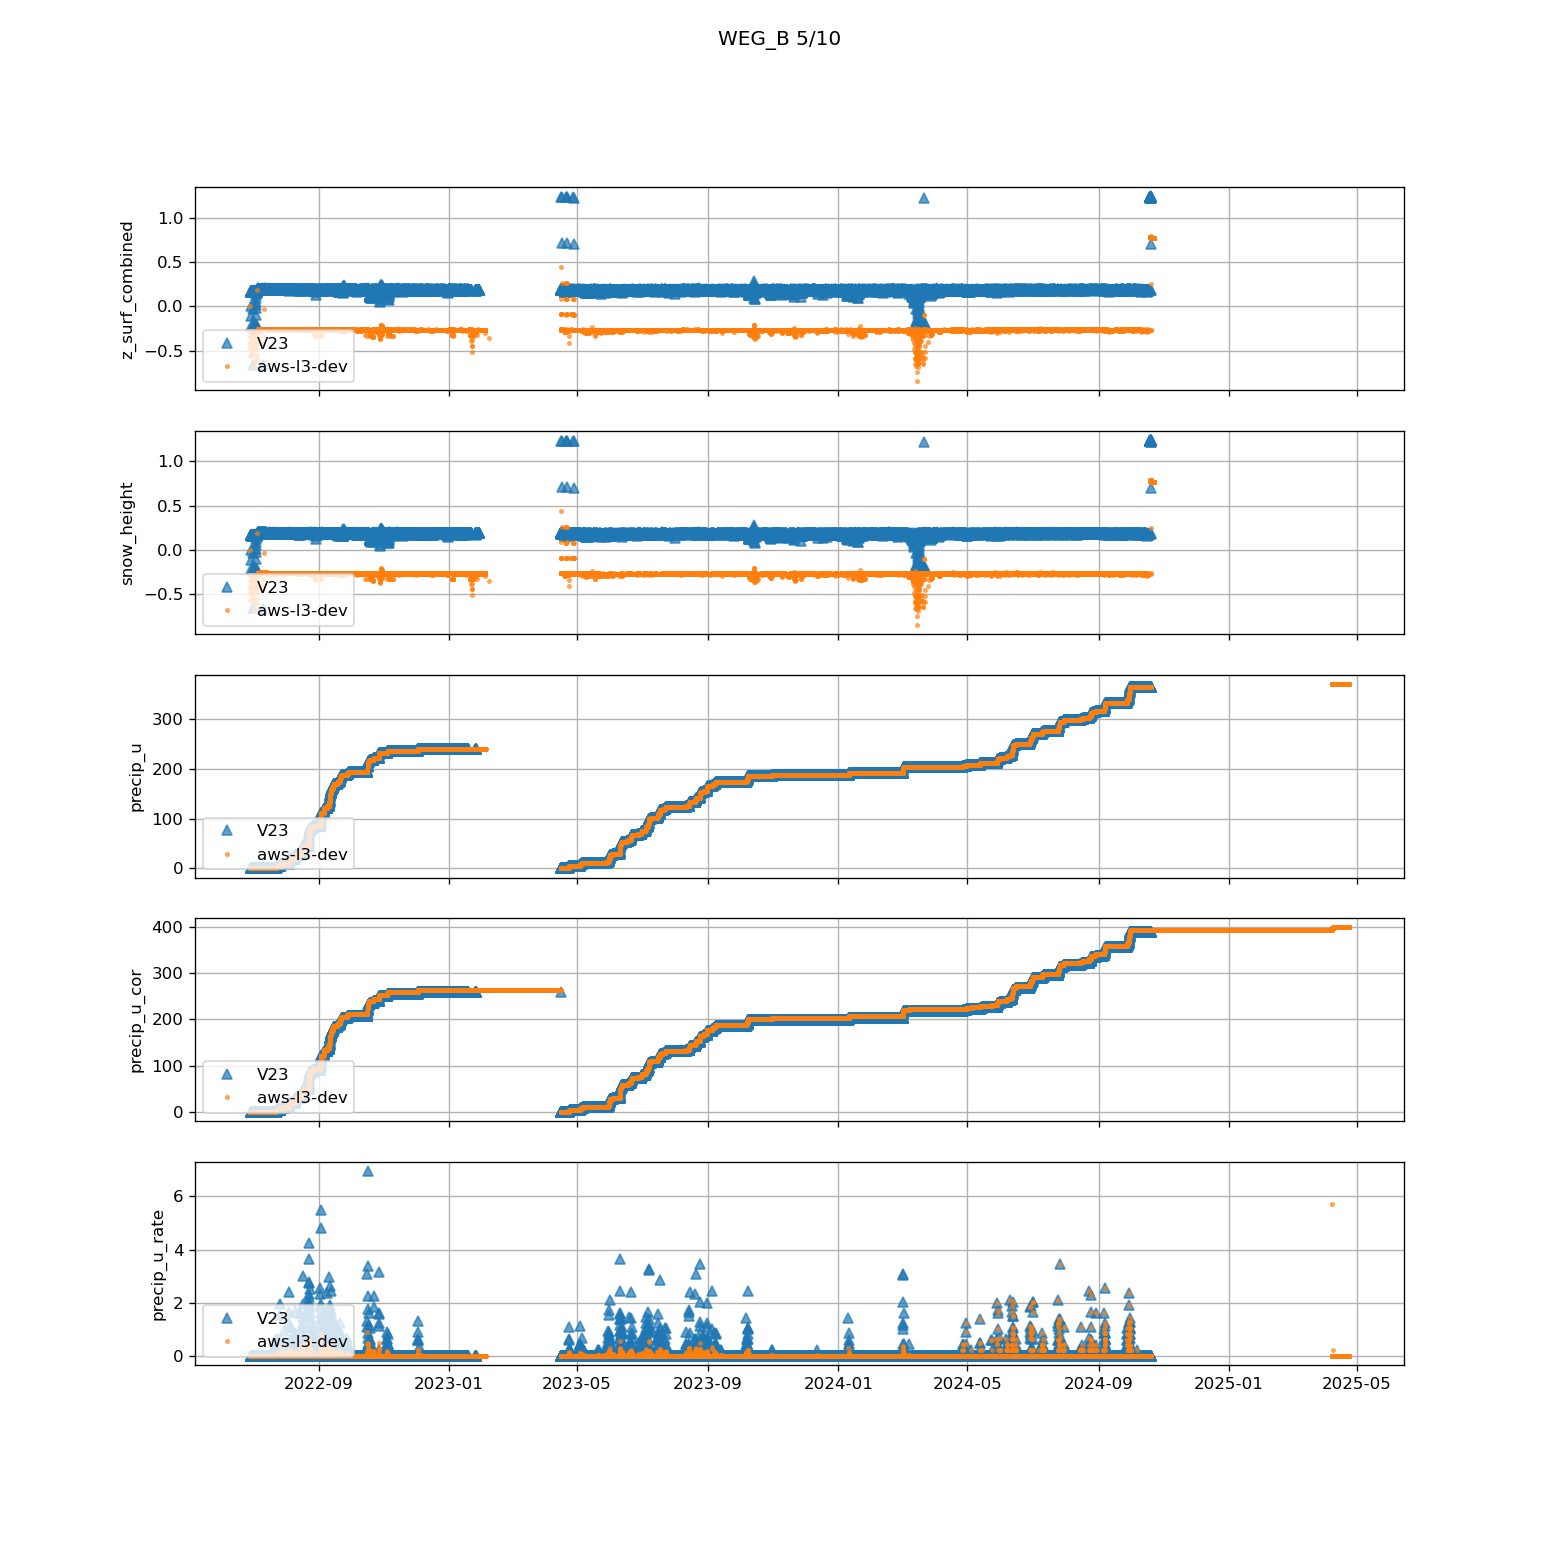 WEG_B 5/10
z_surf_combined
1.0
0.5
0.0
−0.5
V23
aws-l3-dev
snow_height
1.0
0.5
0.0
−0.5
V23
aws-l3-dev
precip_u
300
200
100
0
V23
aws-l3-dev
precip_u_cor
400
300
200
100
0
V23
aws-l3-dev
precip_u_rate
6
4
2
0
V23
aws-l3-dev
2022-09 2023-01 2023-05 2023-09 2024-01 2024-05 2024-09 2025-01 2025-05